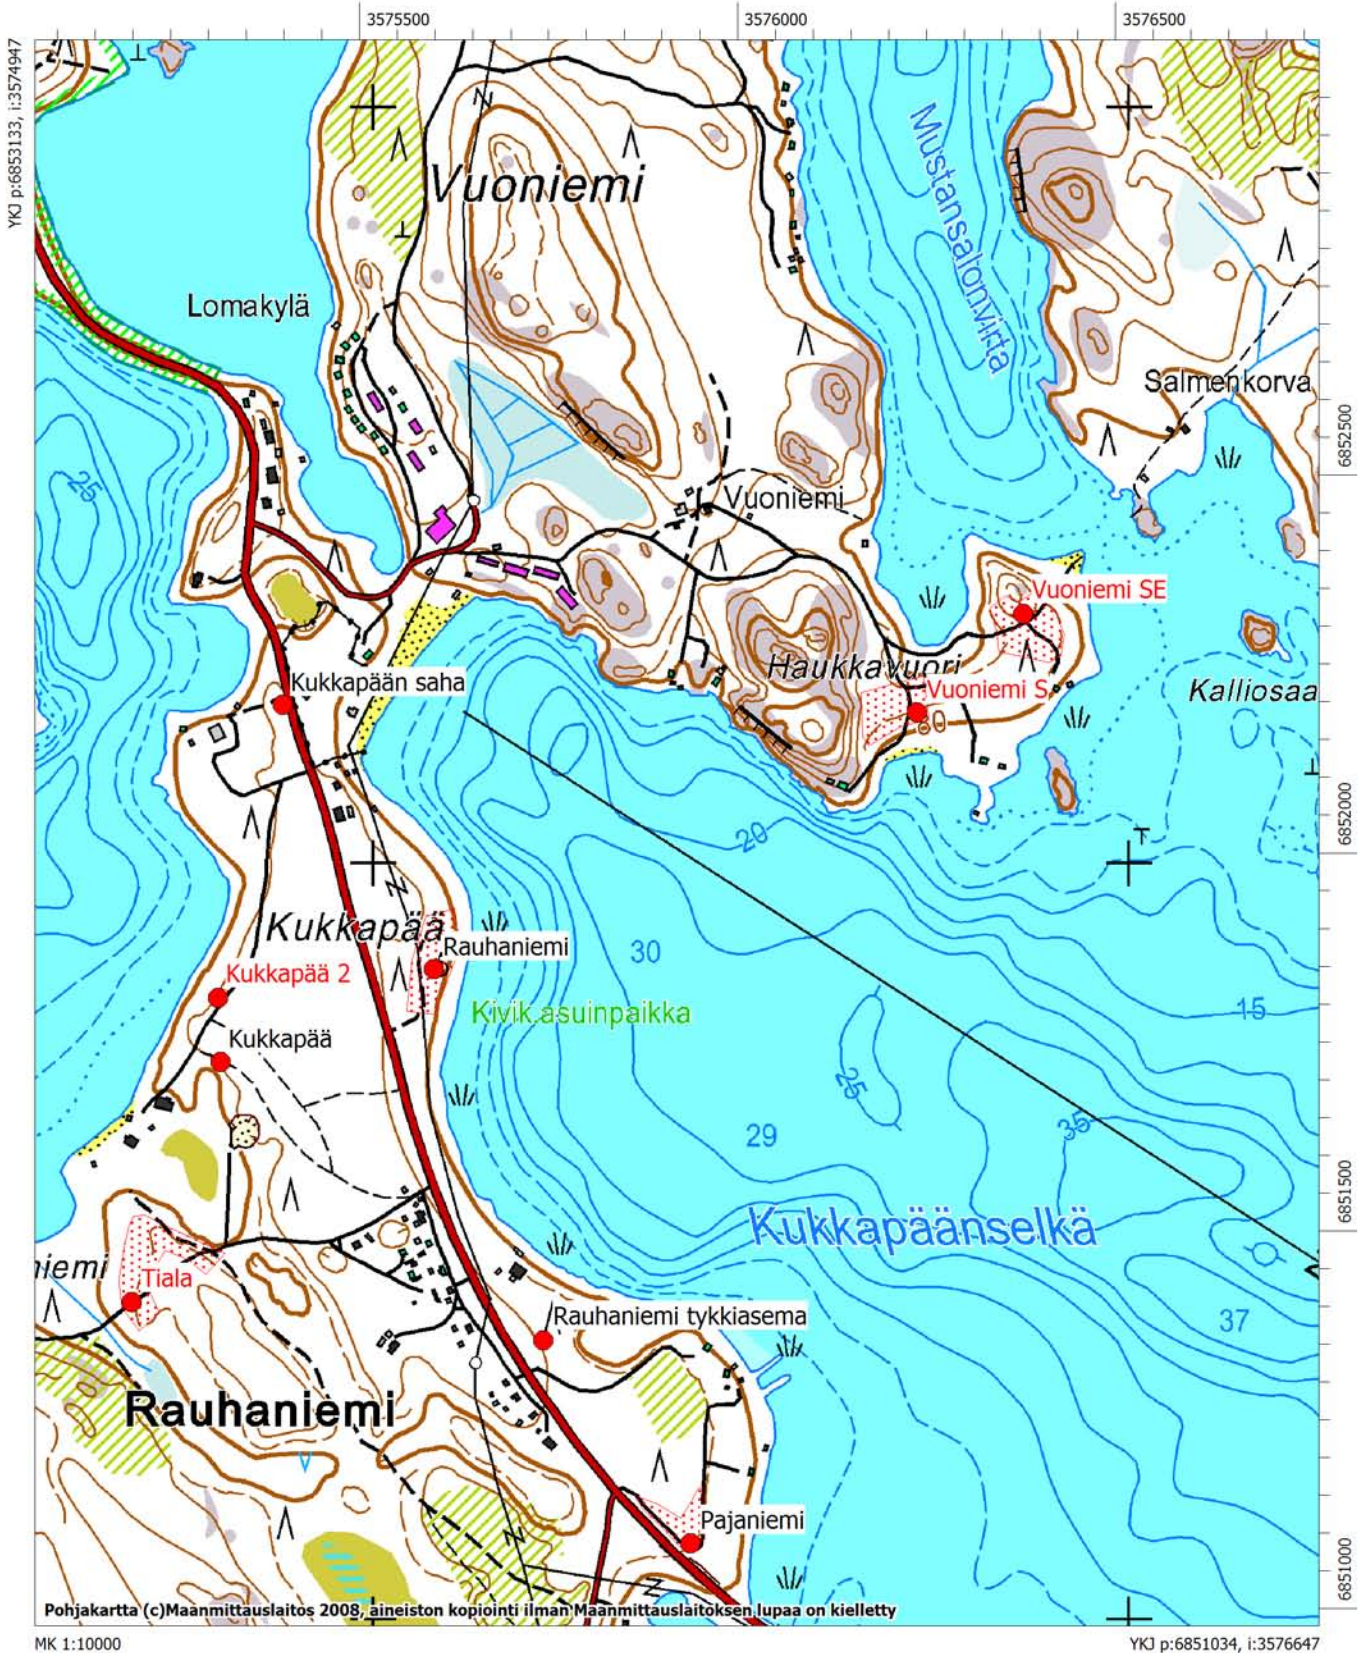 3575500
3576000
3576500
YKJ p:6853133, i:3574947
Vuoniemi
Mustansalonvirta
Lomakylä
Salmenkorva
6852500
25
Vuoniemi
Vuoniemi SE
Haukkavuori
Kukkapään saha
Vuoniemi S
Kalliosaa
80
6852000
20
Kukkapää
Rauhaniemi
30
Kukkapää 2
Kivik.asuinpaikka
15
Kukkapää
25
29
35
6851500
Kukkapäänselkä
niemi
Tiala
Rauhaniemi tykkiasema
37
Rauhaniemi
Pajaniemi
6851000
Pohjakartta (c)Maanmittauslaitos 2008, aineiston kopiointi ilman Maanmittauslaitoksen lupaa on kielletty
MK 1:10000
YKJ p:6851034, i:3576647